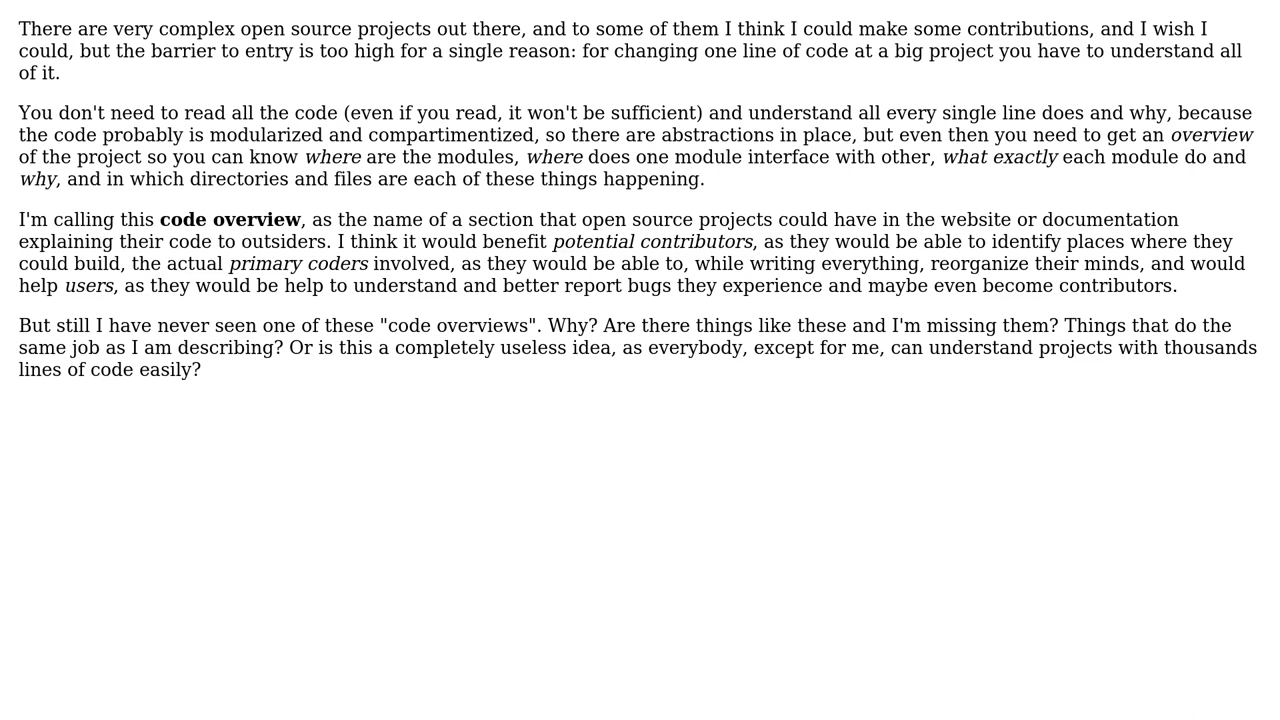 There are very complex open source projects out there, and to some of them I think I could make some contributions, and I wish I
could, but the barrier to entry is too high for a single reason: for changing one line of code at a big project you have to understand all
of it.
You don't need to read all the code (even if you read, it won't be sufficient) and understand all every single line does and why, because
the code probably is modularized and compartimentized, so there are abstractions in place, but even then you need to get an overview
of the project so you can know where are the modules, where does one module interface with other, what exactly each module do and
why, and in which directories and files are each of these things happening.
I'm calling this code overview, as the name of a section that open source projects could have in the website or documentation
explaining their code to outsiders. I think it would benefit potential contributors, as they would be able to identify places where they
could build, the actual primary coders involved, as they would be able to, while writing everything, reorganize their minds, and would
help users, as they would be help to understand and better report bugs they experience and maybe even become contributors.
But still I have never seen one of these "code overviews". Why? Are there things like these and I'm missing them? Things that do the
same job as I am describing? Or is this a completely useless idea, as everybody, except for me, can understand projects with thousands
lines of code easily?